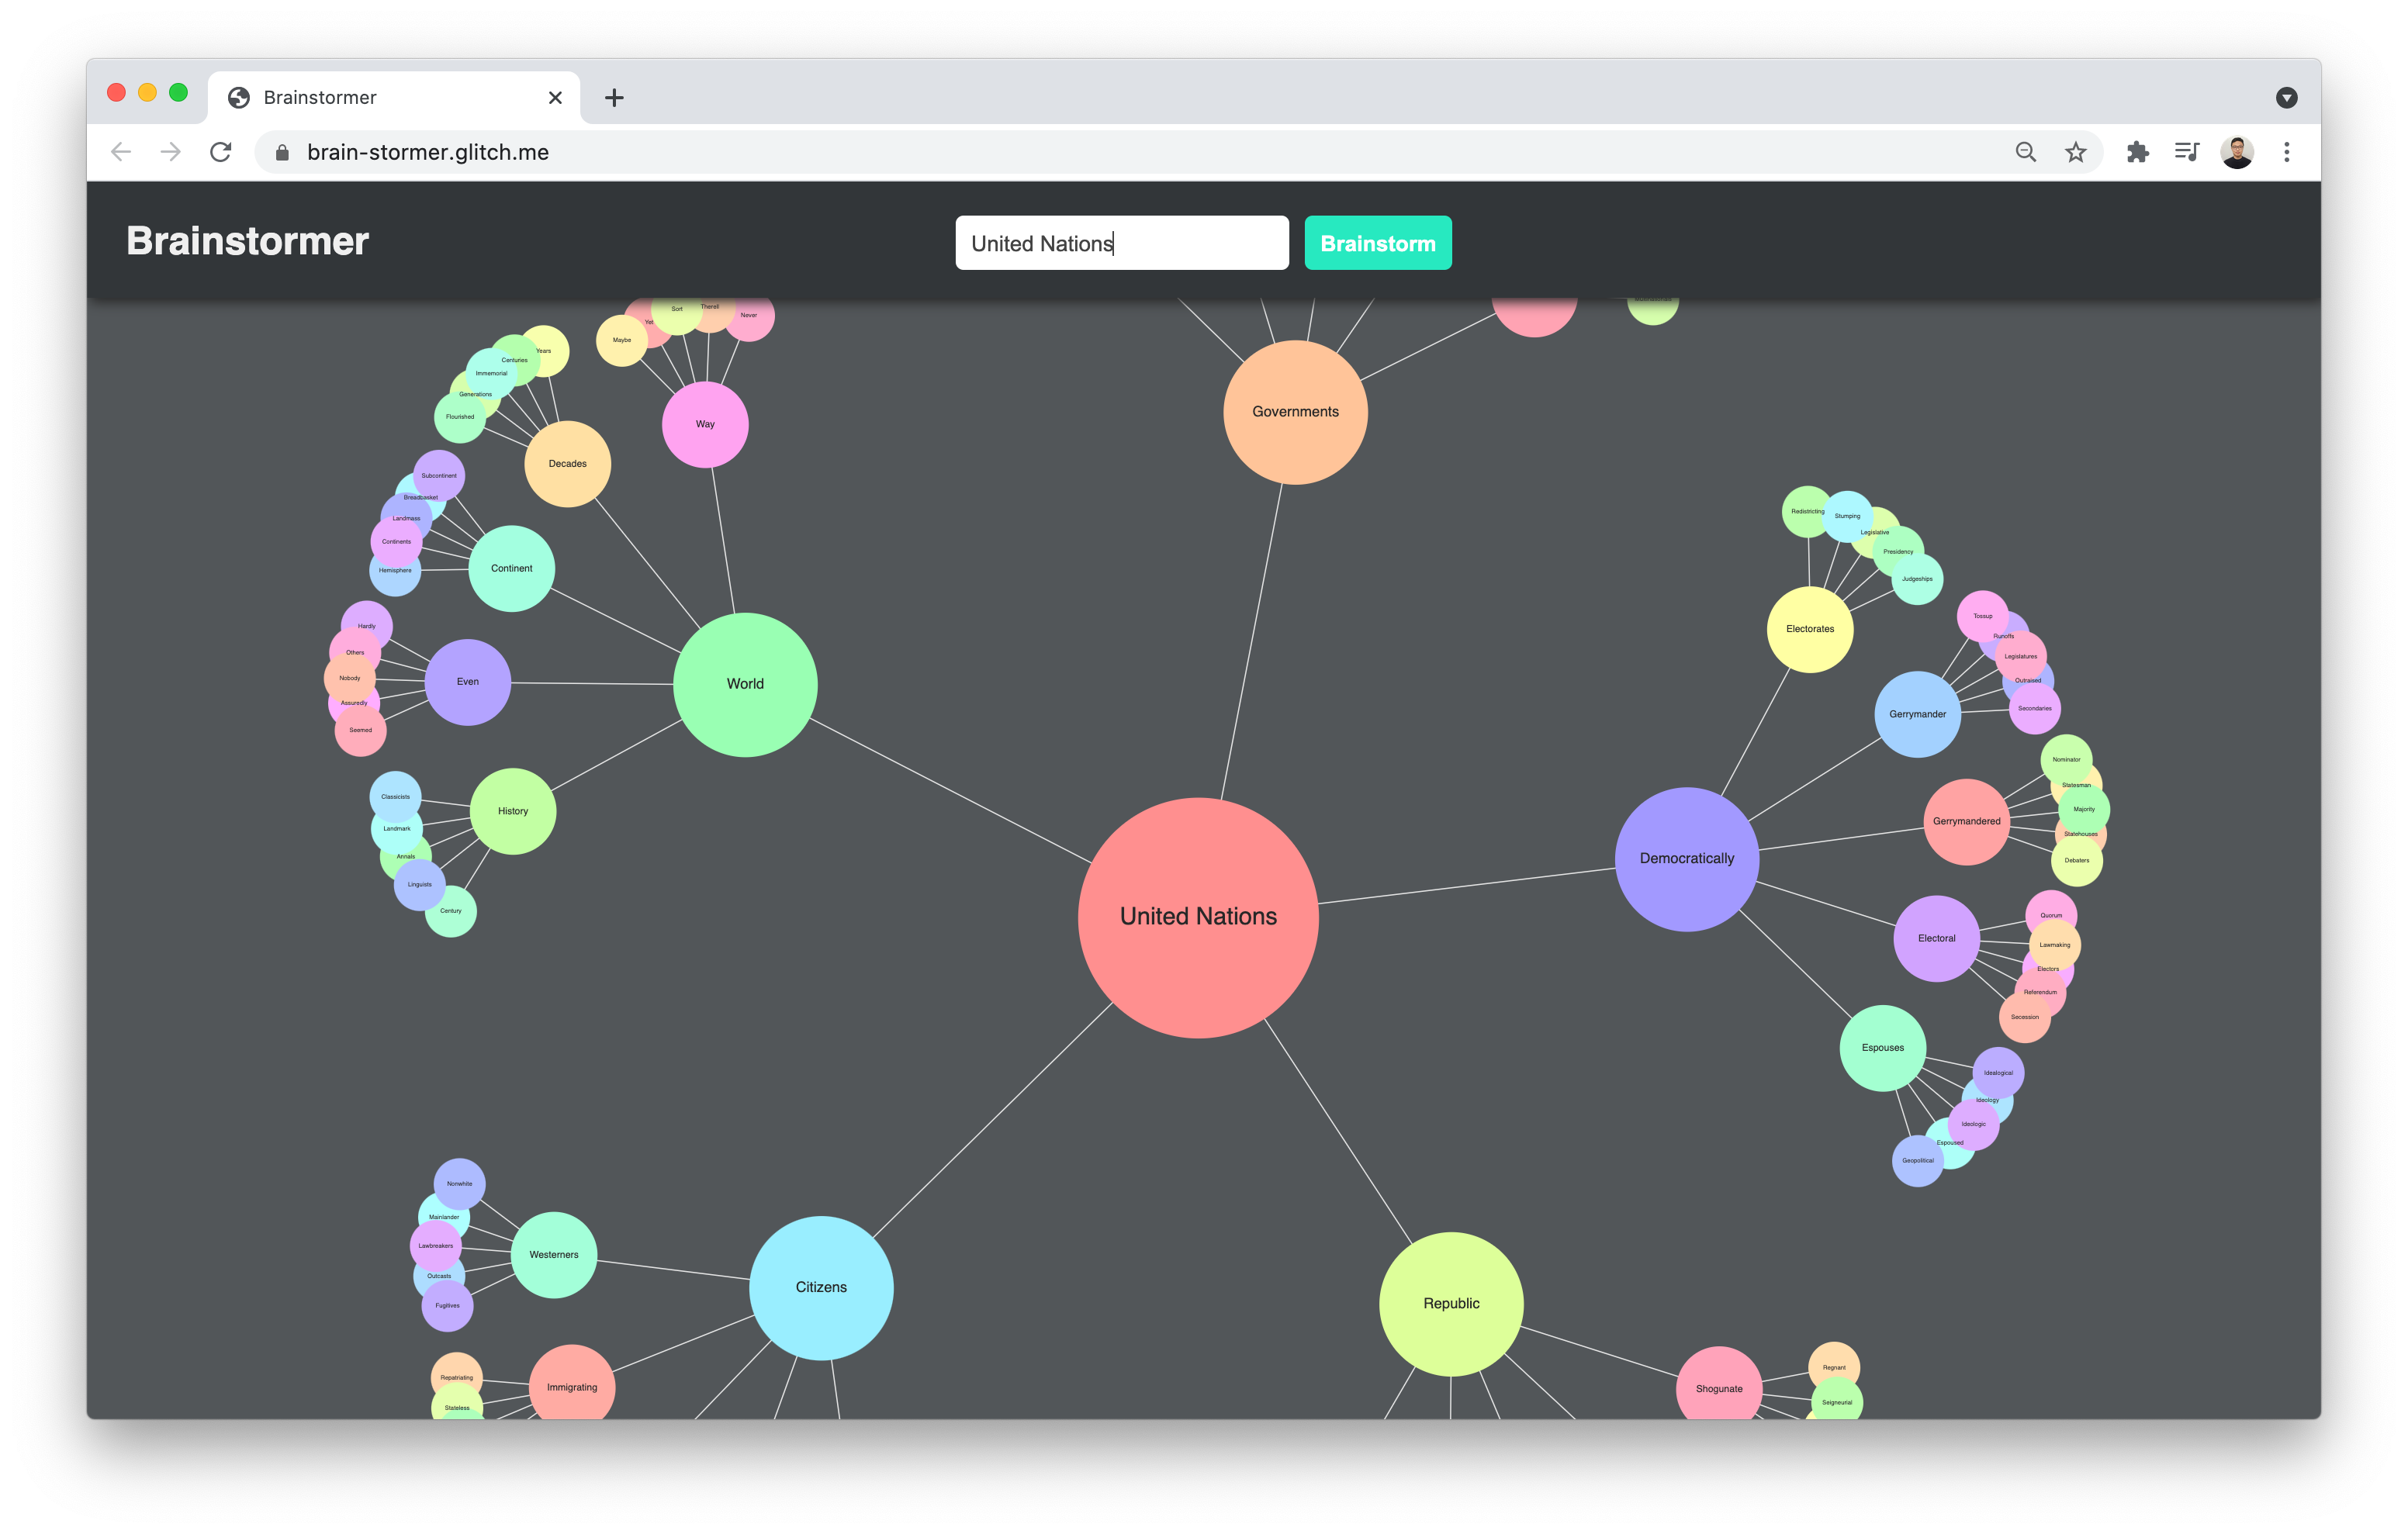 Brainstormer
brain-stormer.glitch.me
Brainstormer
United Nations
Brainstorm
Maybe
Yet
Sort
Therell
Never
Years
Centuries
Immemorial
Generations
Flourished
Way
Decades
Governments
Subcontinent
Breadbasket
Landmass
Continents
Hemisphere
Continent
Redistricting
Stumping
Legislative
Presidency
Judgeships
Electorates
Hardly
Others
Nobody
Assuredly
Seemed
Even
World
Tossup
Runoffs
Legislatures
Outraised
Secondaries
Gerrymander
History
Classicists
Landmark
Annals
Linguists
Century
Nominator
Statesman
Majority
Statehouses
Debaters
Gerrymandered
Democratically
United Nations
Electoral
Quorum
Lawmaking
Electors
Referendum
Secession
Espouses
Idealogical
Ideology
Ideologic
Espoused
Geopolitical
Nonwhite
Mainlander
Lawbreakers
Outcasts
Fugitives
Westerners
Citizens
Republic
Repatriating
Stateless
Immigrating
Shogunate
Regnant
Seigneurial